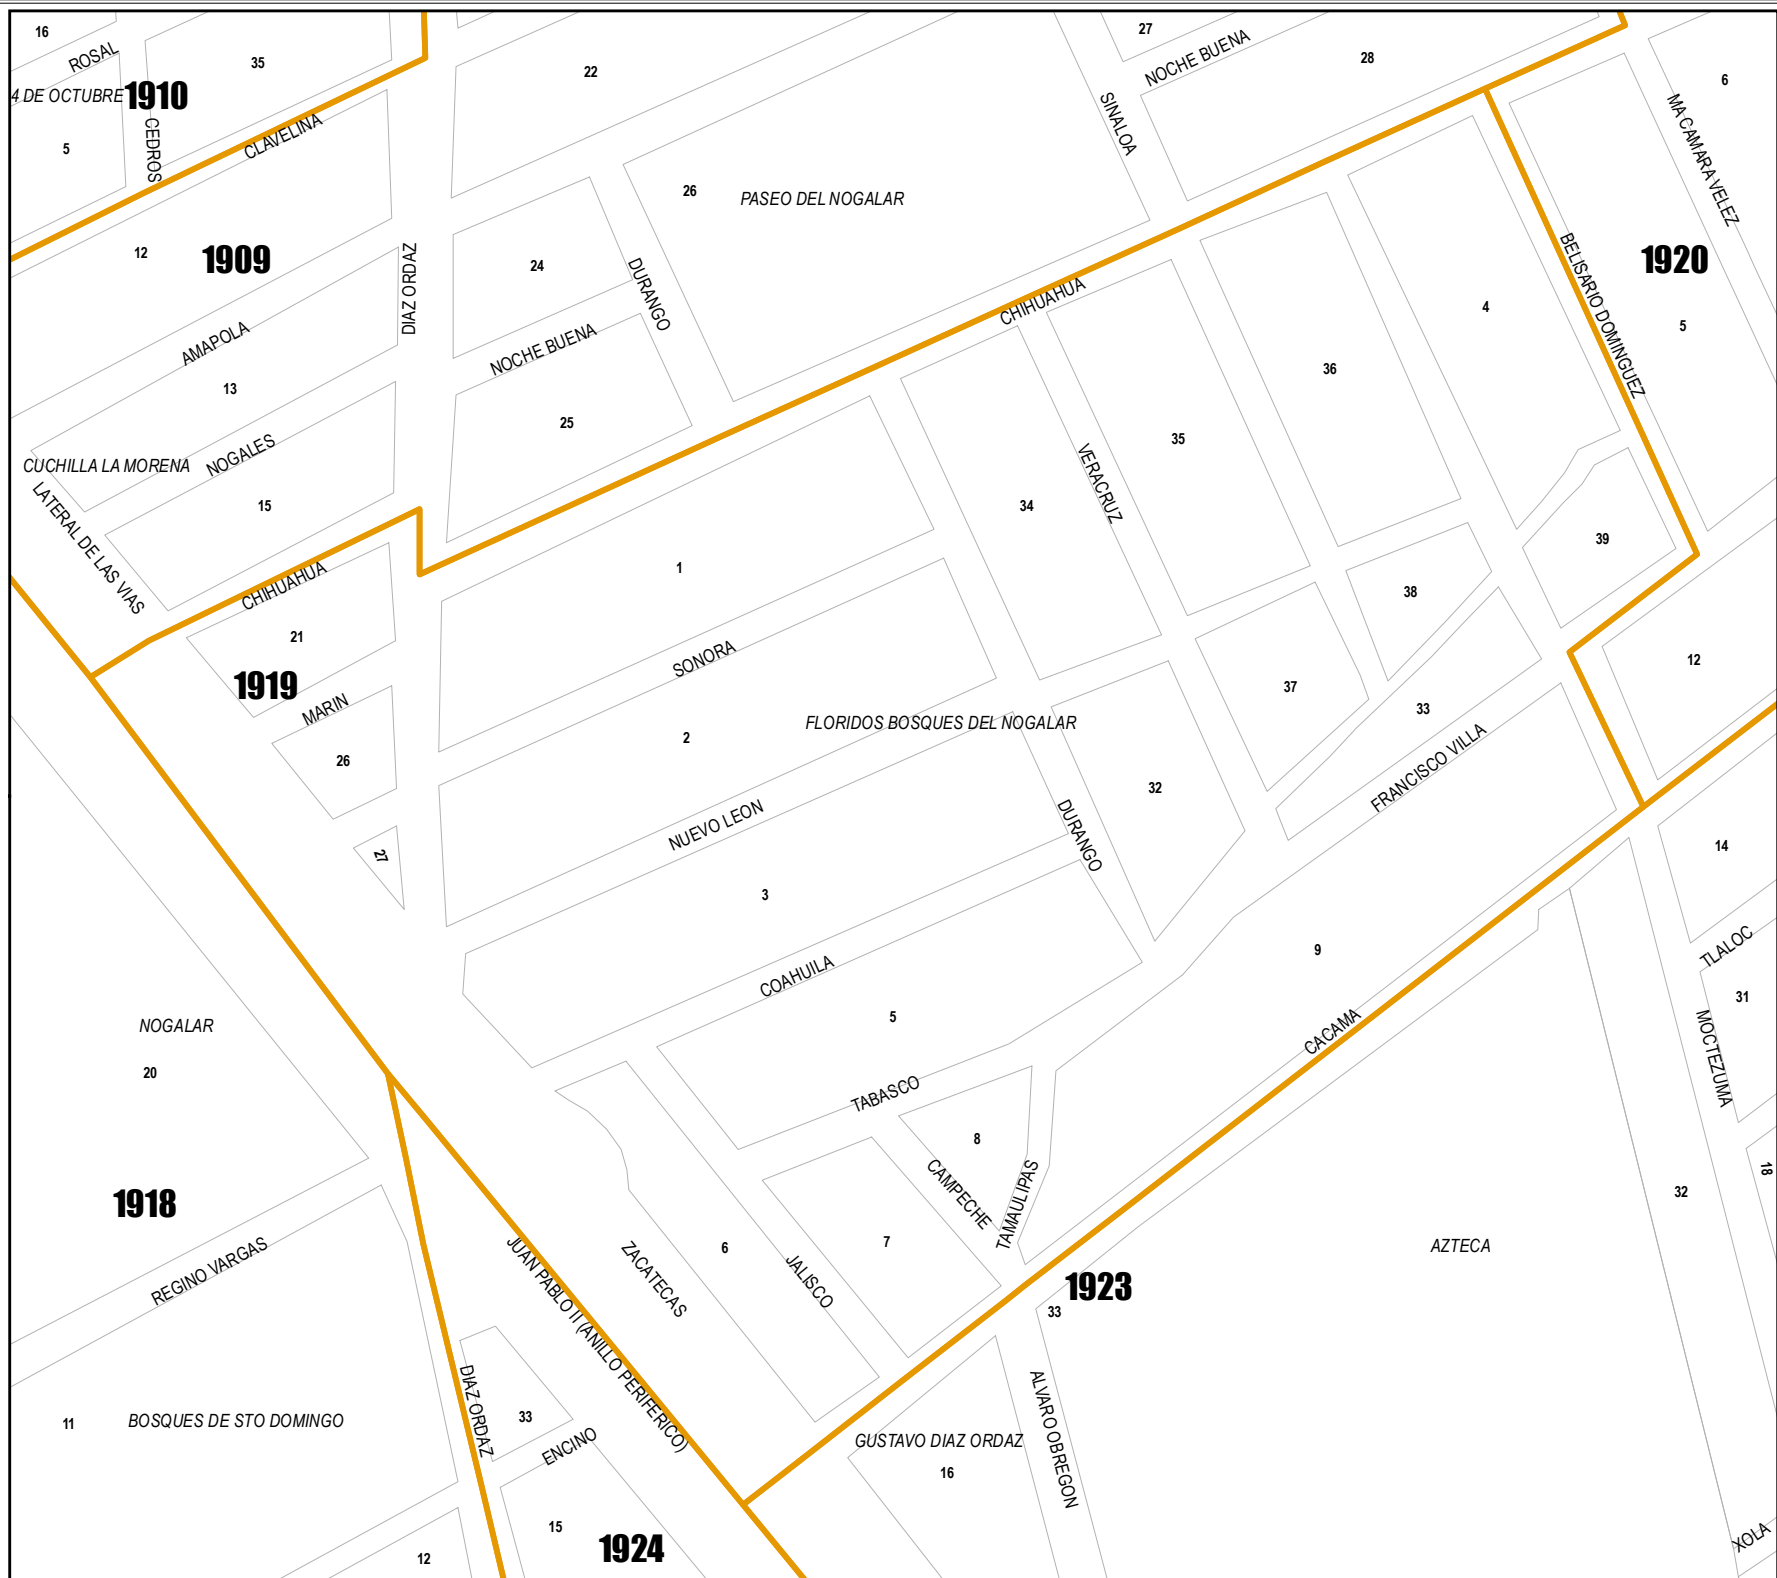 16
ROSAL
35
4 DE OCTUBRE
1910
5
CEDROS
CLAVELINA
22
27
NOCHE BUENA
28
SINALOA
6
MA CAMARA VELEZ
26
PASEO DEL NOGALAR
12
1909
DIAZ ORDAZ
24
DURANGO
CHIHUAHUA
4
BELISARIO DOMINGUEZ
1920
5
AMAPOLA
NOCHE BUENA
13
36
25
35
CUCHILLA LA MORENA
NOGALES
LATERAL DE LAS VIAS
15
34
VERACRUZ
39
CHIHUAHUA
1
38
21
1919
SONORA
12
MARIN
37
33
2
FLORIDOS BOSQUES DEL NOGALAR
26
32
FRANCISCO VILLA
NUEVO LEON
DURANGO
27
14
3
9
TLALOC
COAHUILA
31
5
CACAMA
MOCTEZUMA
NOGALAR
20
TABASCO
8
CAMPECHE
TAMAULIPAS
18
1918
32
REGINO VARGAS
JUAN PABLO II (ANILLO PERIFERICO)
ZACATECAS
6
JALISCO
7
AZTECA
1923
33
DIAZ ORDAZ
33
ENCINO
11
BOSQUES DE STO DOMINGO
ALVARO OBREGON
GUSTAVO DIAZ ORDAZ
16
15
1924
12
XOLA